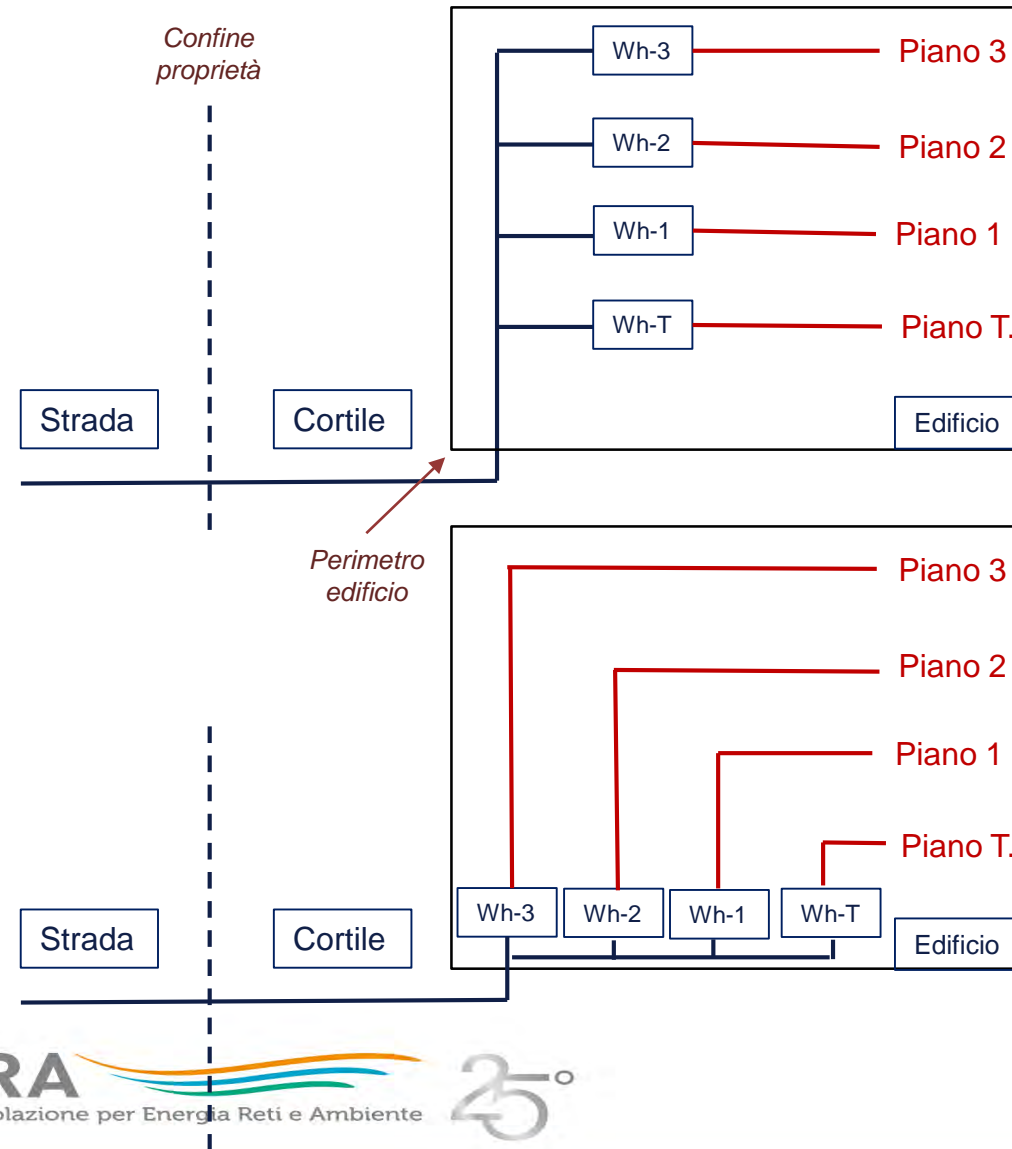 Confine
proprietà
Wh-3
Piano 3
Wh-2
Piano 2
Wh-1
Piano 1
Wh-T
Piano T.
Strada
Cortile
Edificio
Perimetro
edificio
Piano 3
Piano 2
Piano 1
Piano T.
Wh-3
Wh-2
Wh-1
Wh-T
Strada
Cortile
Edificio
RA
olazione per Energia Reti e Ambiente
25°